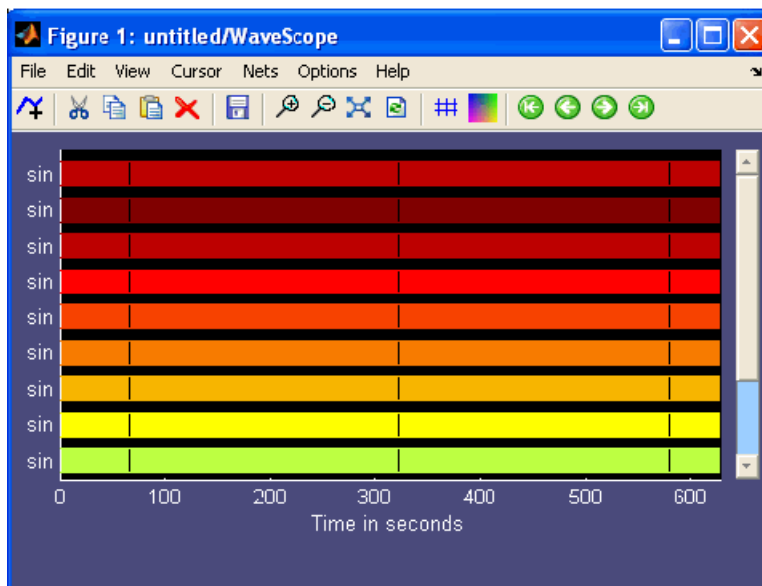 Figure 1: untitled/WaveScope
File Edit View Cursor Nets Options Help
sin
sin
sin
sin
sin
sin
sin
sin
sin
0 100 200 300 400 500 600
Time in seconds